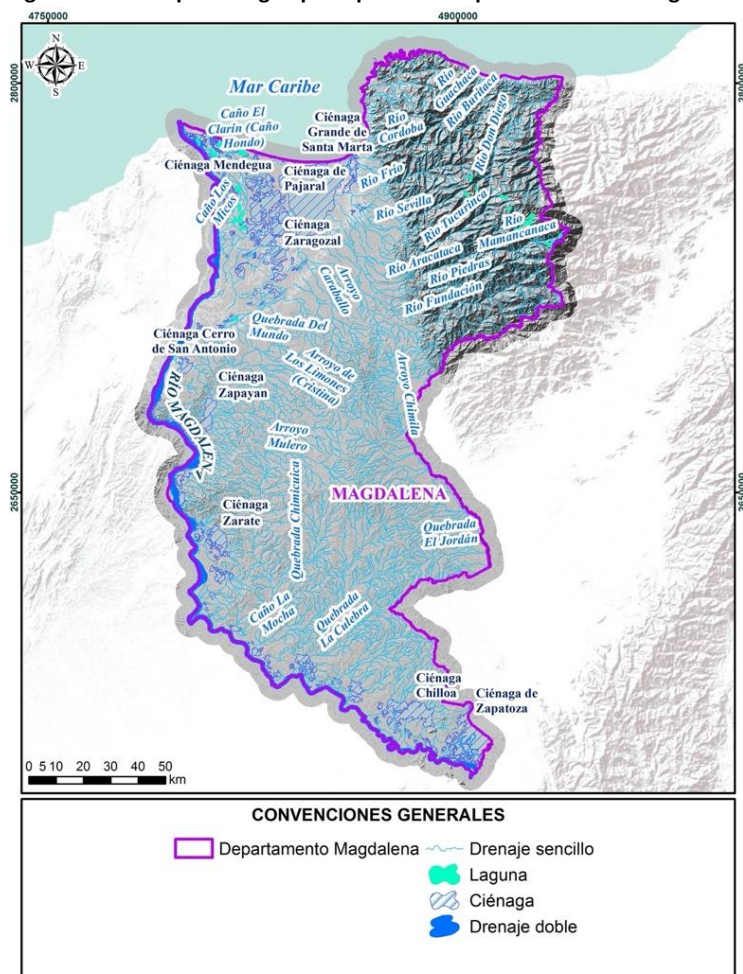 4750000
4900000
2800000
2800000
N
W
E
S
Mar Caribe
Caño El
Clarín (Caño
Hondo)
Ciénaga
Grande de
Santa Marta
Río
Cordoba
Río
Guachaca
Río Buritaca
Río Dan Diego
Ciénaga Mendegua
Ciénaga de
Pajaral
Río Frío
Caño Los
Micos
Ciénaga
Zaragozal
Río Sevilla
Río Tucurinca
Río
Mamancanaca
Río Aracataca
Río Piedras
Río Fundación
Arroyo
Caraballo
Quebrada Del
Mundo
Ciénaga Cerro
de San Antonio
Arroyo de
Los Limones
(Cristina)
Arroyo Chimila
Ciénaga
Zapayan
RÍO MAGDALENA
Arroyo
Mulero
2650000
2650000
MAGDALENA
Quebrada Chimicuica
Ciénaga
Zarate
Quebrada
El Jordán
Caño La
Mocha
Quebrada
La Culebra
Ciénaga
Chilloa
Ciénaga de
Zapatoza
0 5 10 20 30 40 50
km
CONVENCIONES GENERALES
Departamento Magdalena
Drenaje sencillo
Laguna
Ciénaga
Drenaje doble